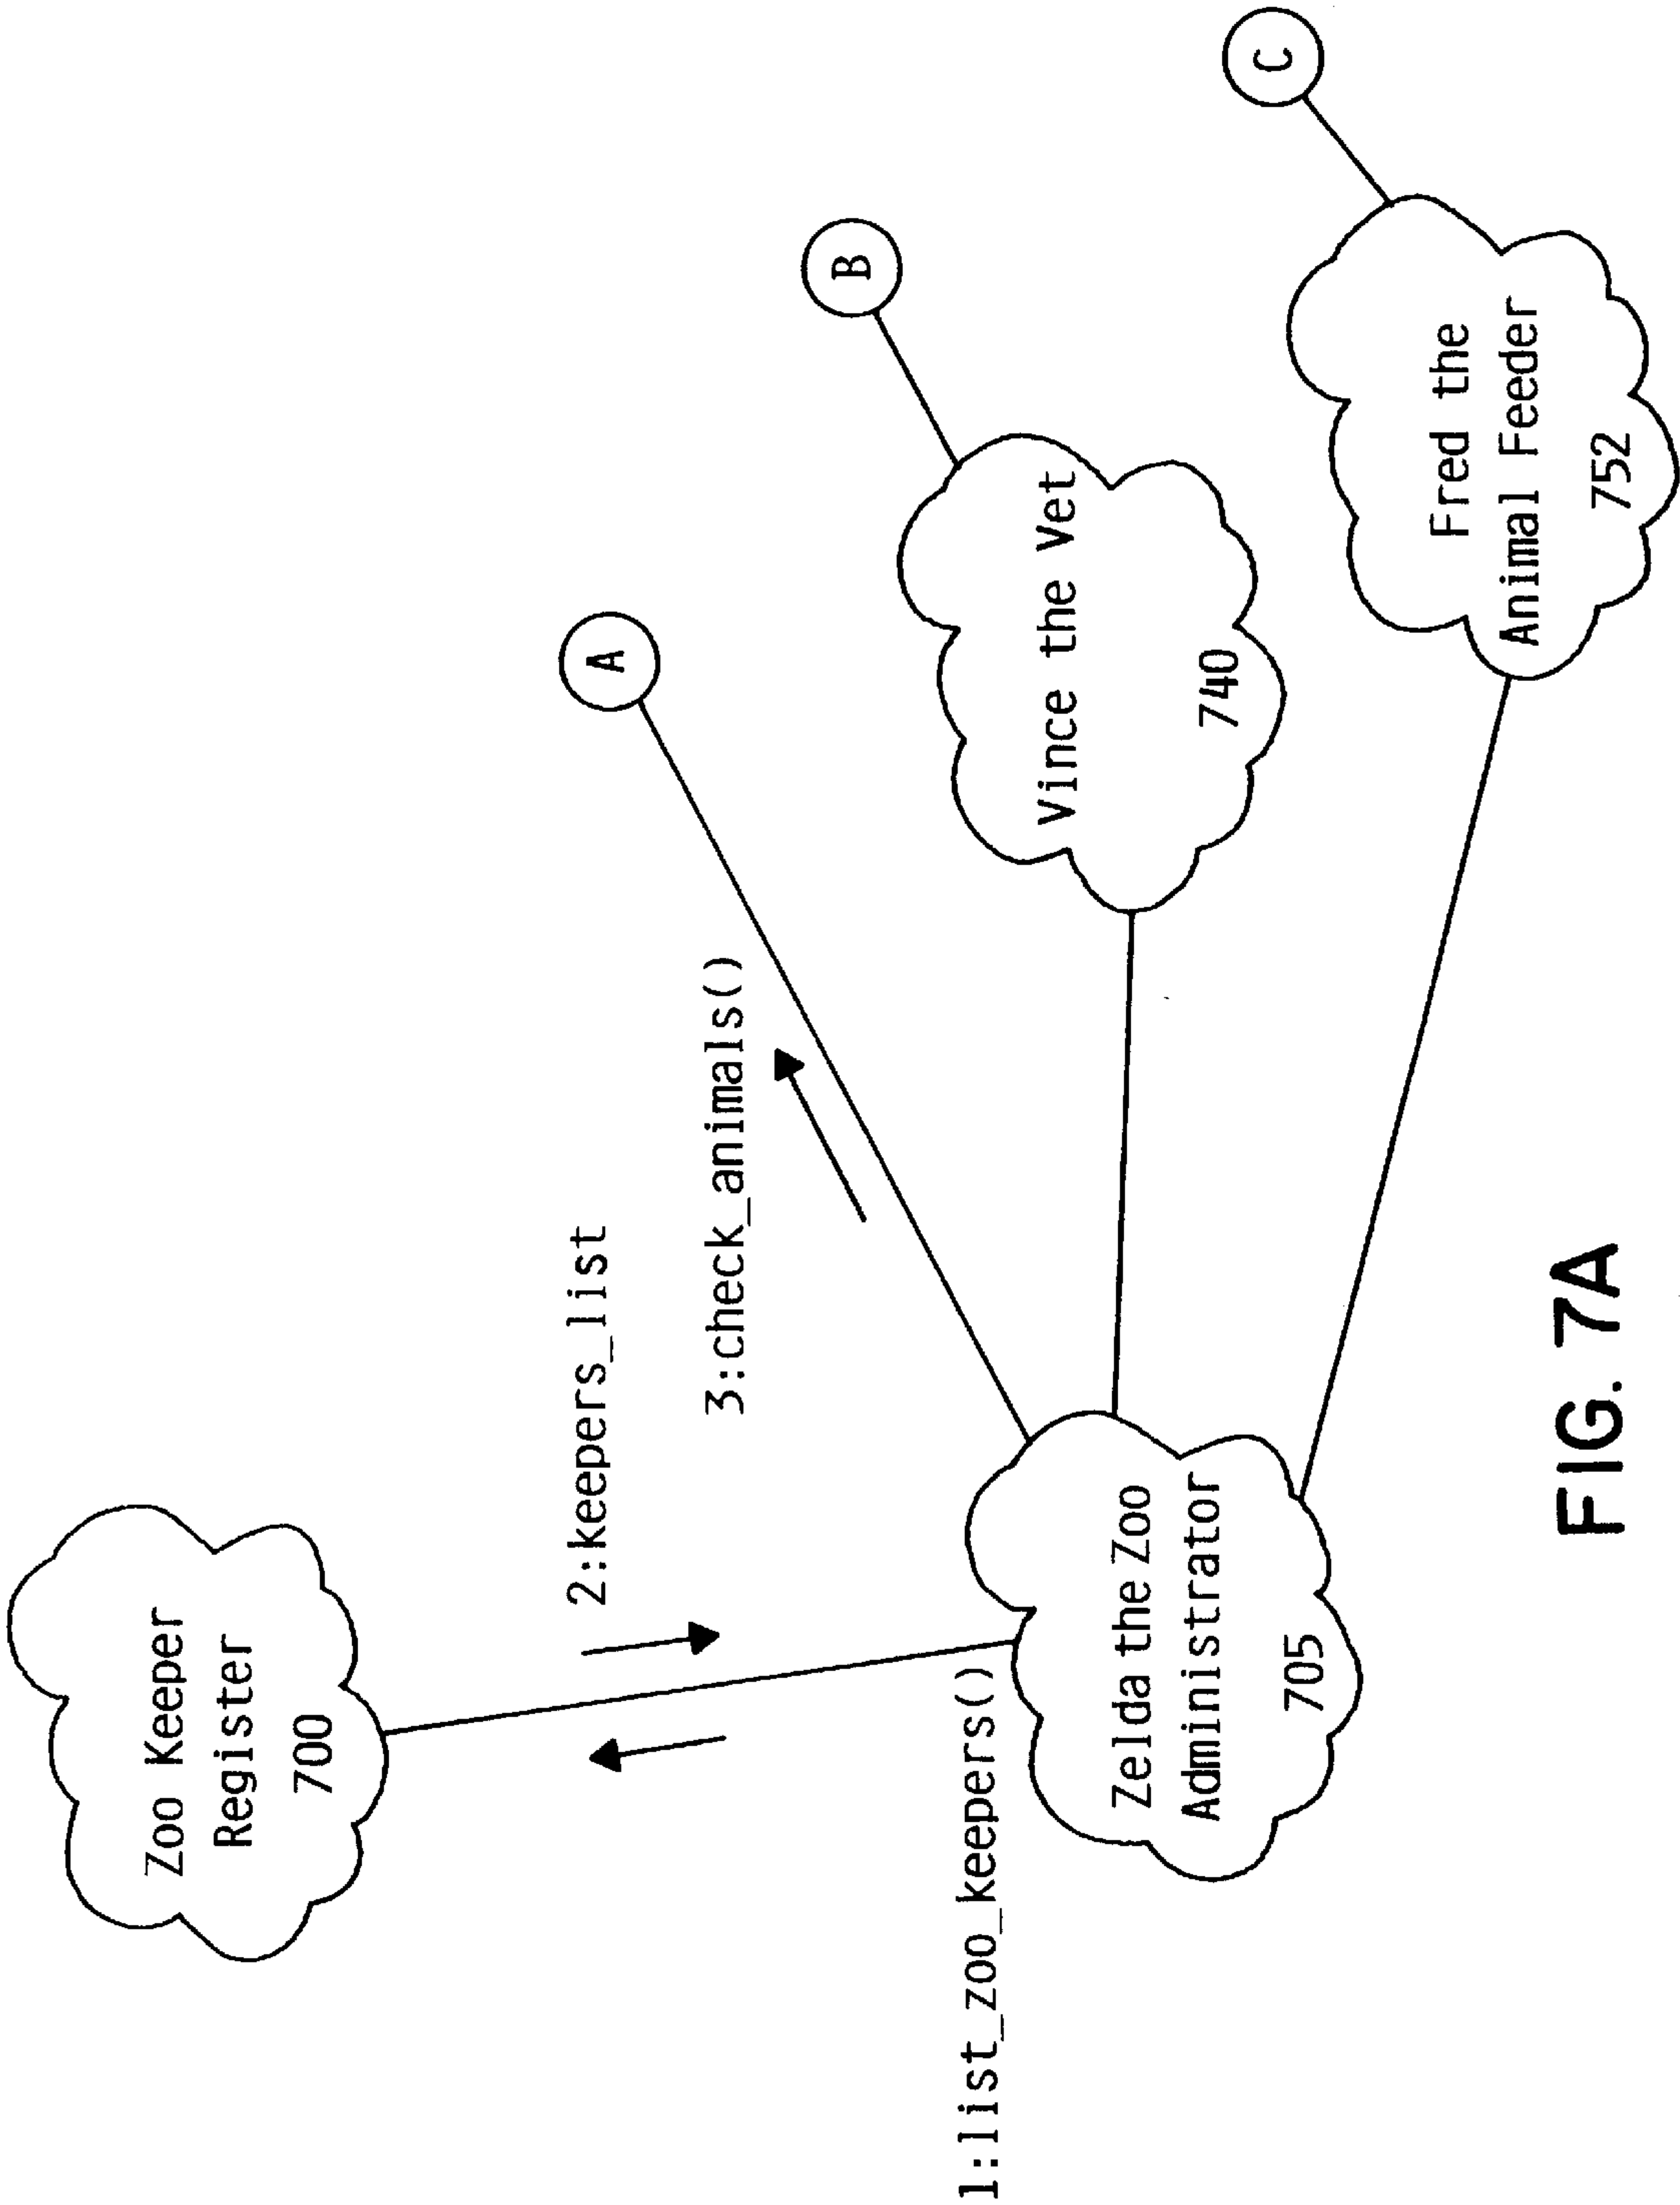 Zoo Keeper
Register
700
2:keepers_list
3:check_animals()
A
1:list_zoo_keepers()
B
Vince the Vet
740
Zelda the Zoo
Administrator
705
C
Fred the
Animal Feeder
752
FIG. 7A